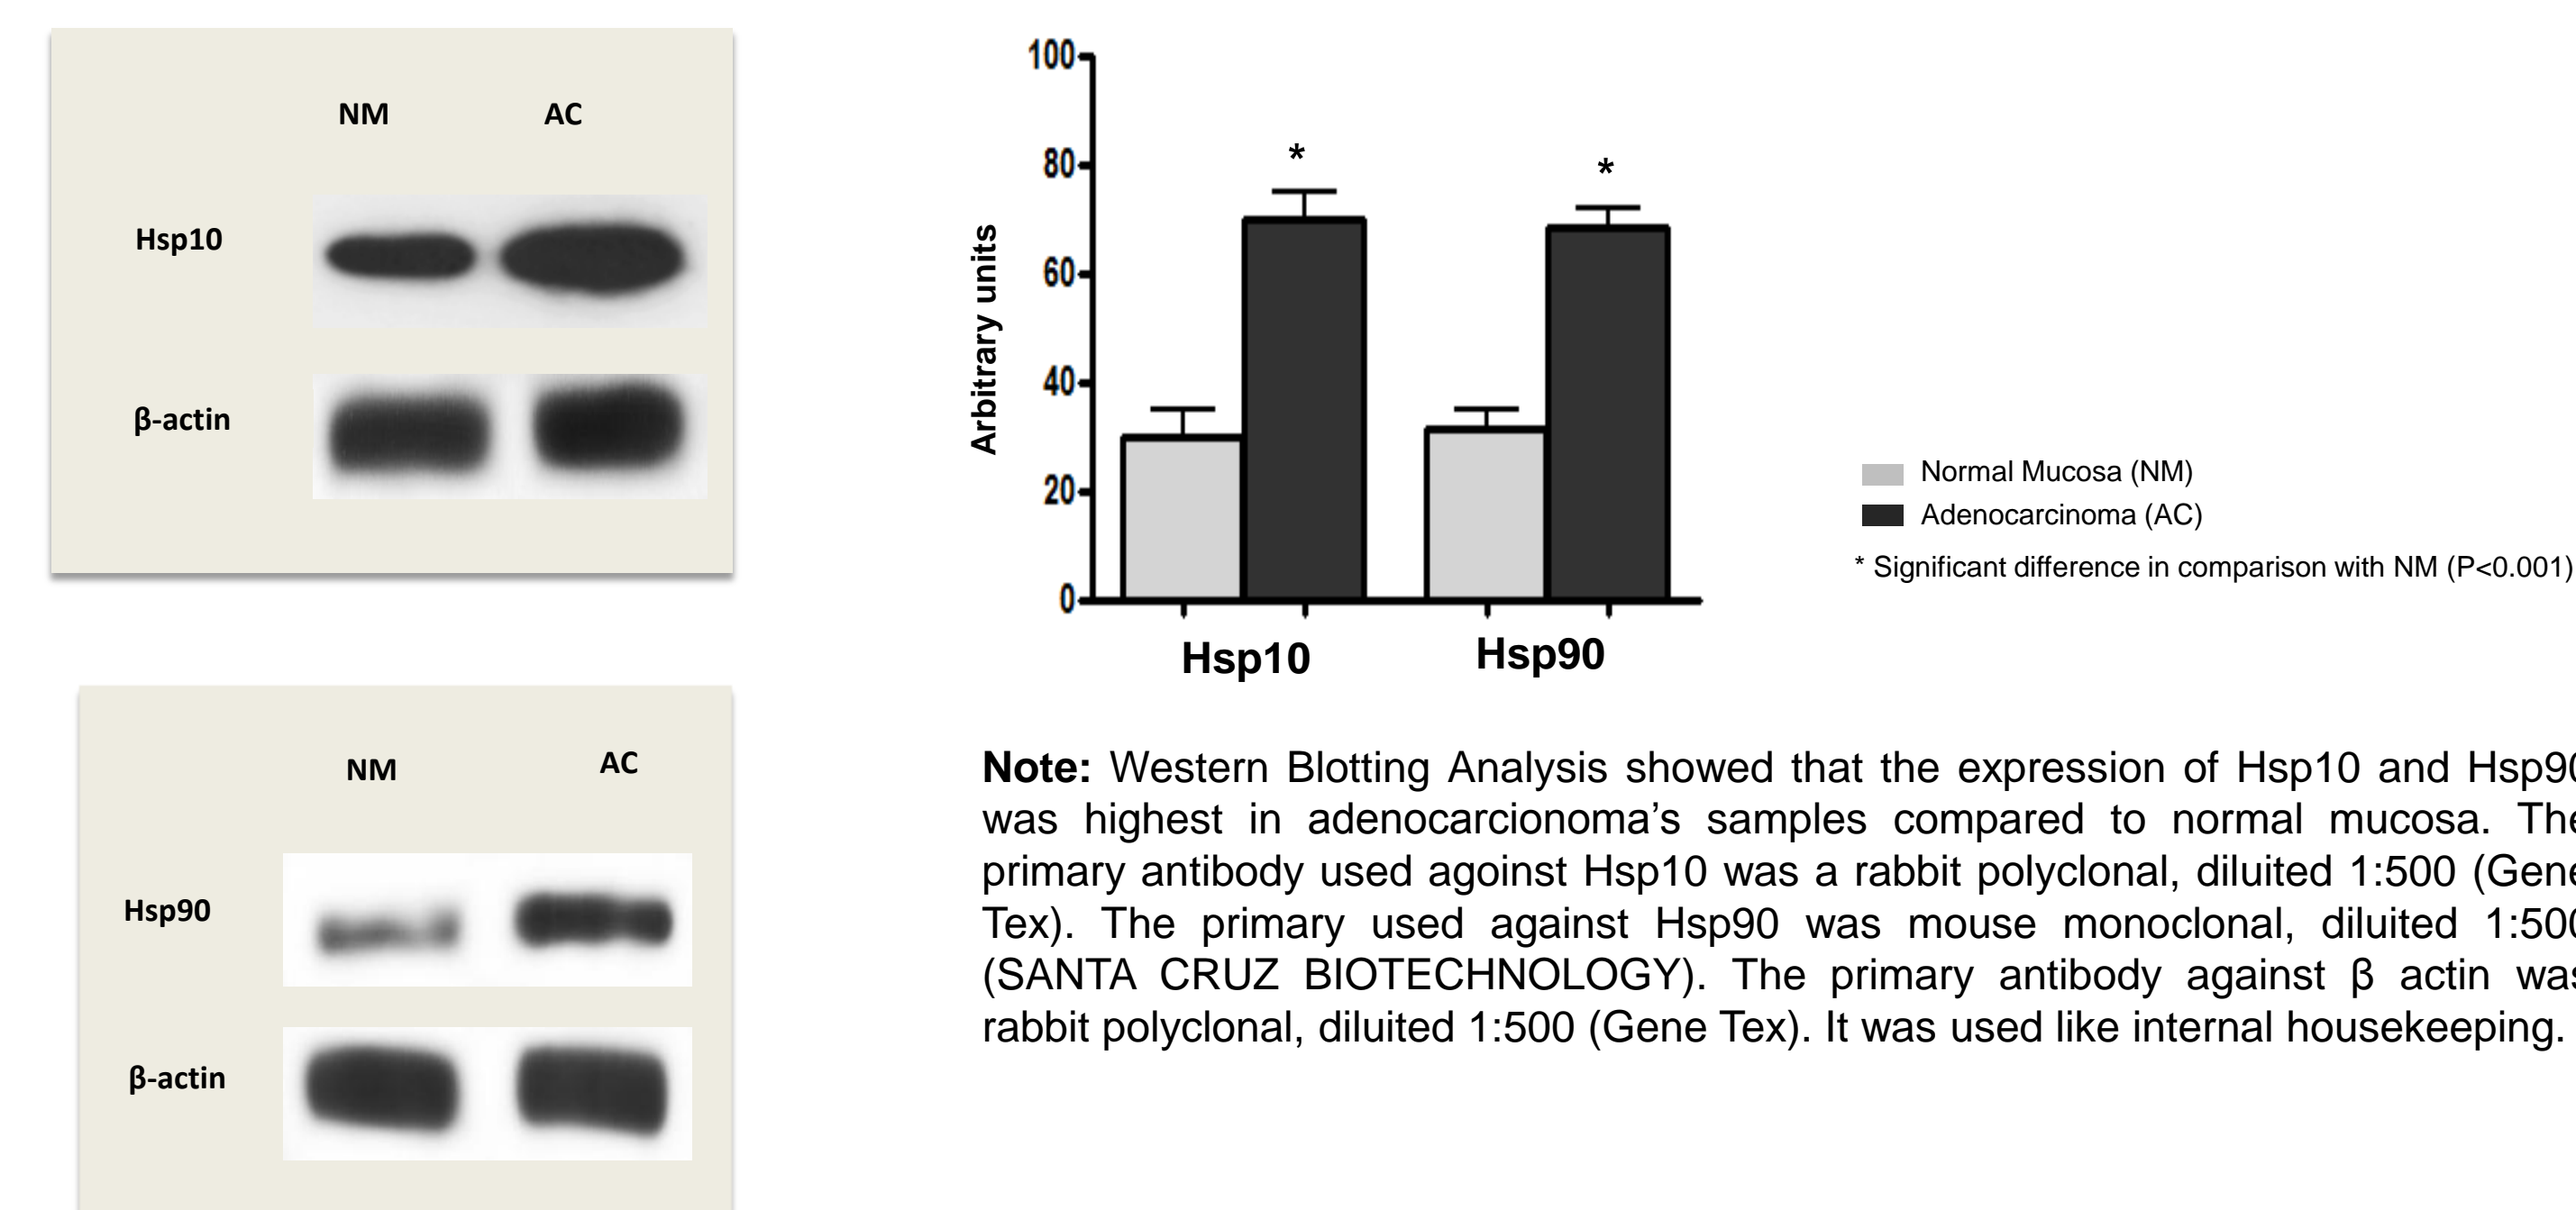 NM AC
Hsp10
β-actin
NM AC
Hsp90
β-actin
100
80
60
40
20
0
Arbitrary units
* *
Hsp10 Hsp90
Normal Mucosa (NM)
Adenocarcinoma (AC)
* Significant difference in comparison with NM (P<0.001)
Note: Western Blotting Analysis showed that the expression of Hsp10 and Hsp90
was highest in adenocarcionoma’s samples compared to normal mucosa. The
primary antibody used agoinst Hsp10 was a rabbit polyclonal, diluited 1:500 (Gene
Tex). The primary used against Hsp90 was mouse monoclonal, diluited 1:500
(SANTA CRUZ BIOTECHNOLOGY). The primary antibody against β actin was
rabbit polyclonal, diluited 1:500 (Gene Tex). It was used like internal housekeeping.